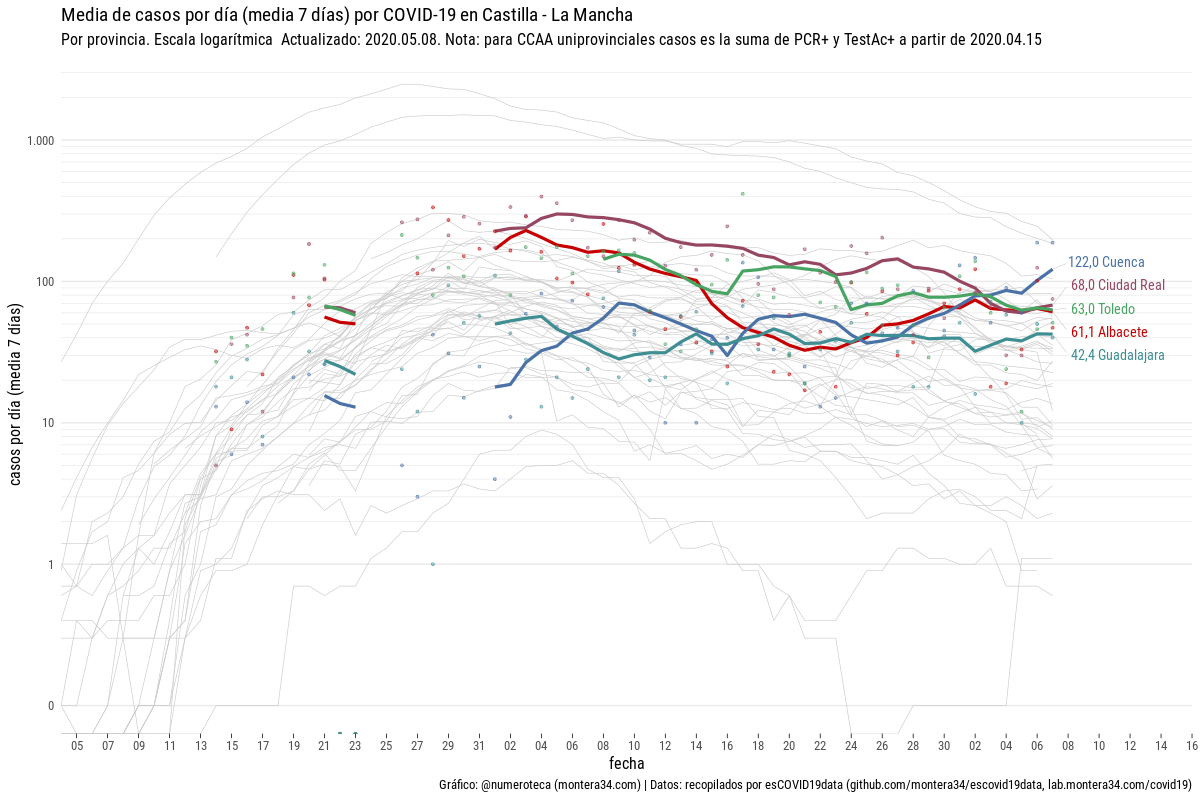 Media de casos por día (media 7 días) por COVID-19 en Castilla - La Mancha
Por provincia. Escala logarítmica  Actualizado: 2020.05.08. Nota: para CCAA uniprovinciales casos es la suma de PCR+ y TestAc+ a partir de 2020.04.15
casos por día (media 7 días)
1.000
100
10
1
0
122,0 Cuenca
68,0 Ciudad Real
63,0 Toledo
61,1 Albacete
42,4 Guadalajara
05 07 09 11 13 15 17 19 21 23 25 27 29 31 02 04 06 08 10 12 14 16 18 20 22 24 26 28 30 02 04 06 08 10 12 14 16
fecha
Gráfico: @numeroteca (montera34.com) | Datos: recopilados por esCOVID19data (github.com/montera34/escovid19data, lab.montera34.com/covid19)